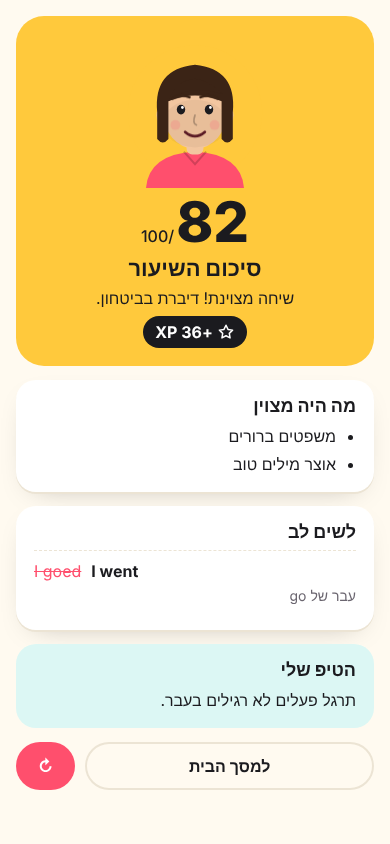 82/100
סיכום השיעור
שיחה מצוינת! דיברת בביטחון.
XP 36+
מה היה מצוין
• משפטים ברורים
• אוצר מילים טוב
לשים לב
I goed I went
עבר של go
הטיפ שלי
תרגל פעלים לא רגילים בעבר.
למסך הבית